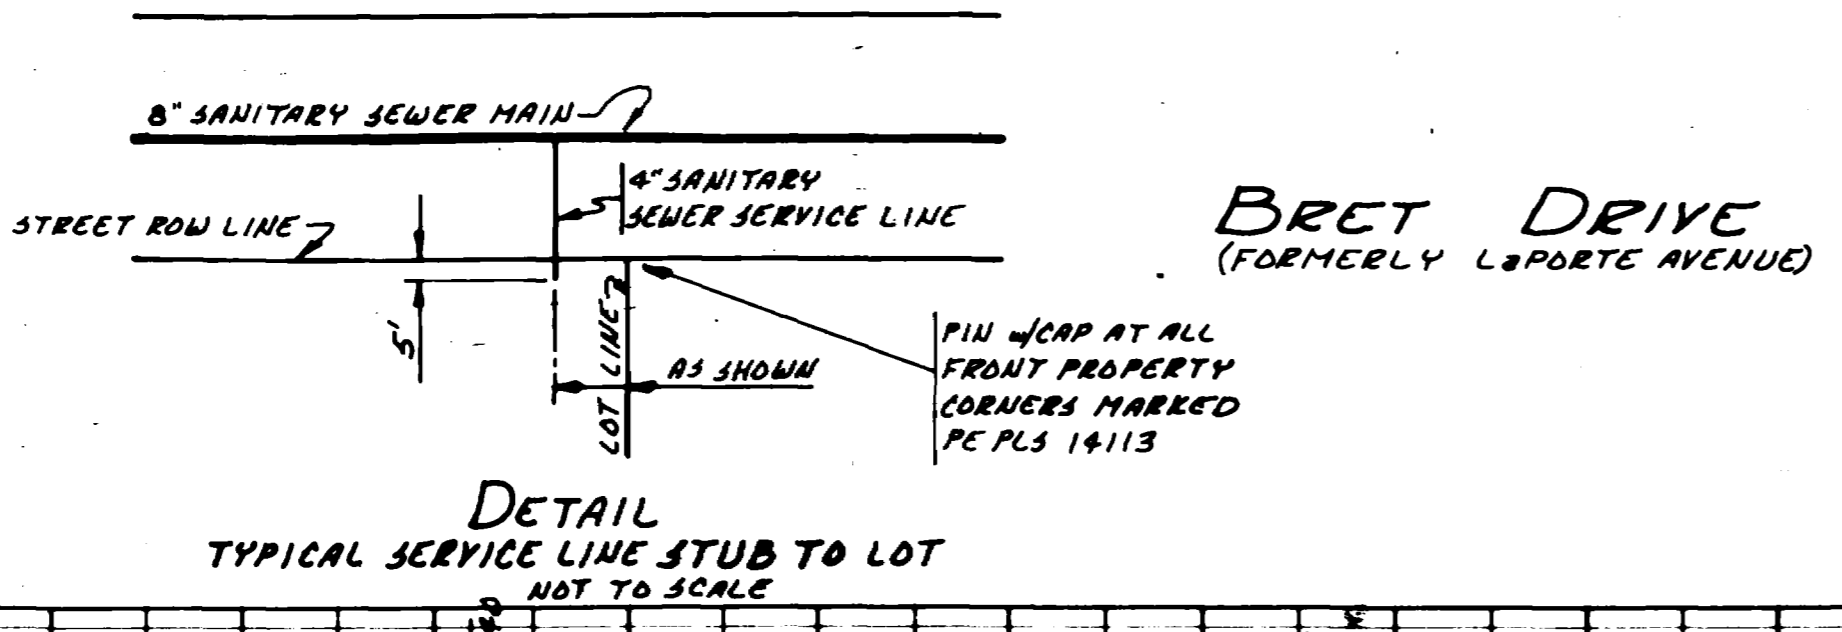 8" SANITARY SEWER MAIN
4" SANITARY
SEWER SERVICE LINE
STREET ROW LINE
BRET DRIVE
(FORMERLY LaPORTE AVENUE)
5'
LOT LINE
AS SHOWN
PIN w/CAP AT ALL
FRONT PROPERTY
CORNERS MARKED
PE PLS 14113
DETAIL
TYPICAL SERVICE LINE STUB TO LOT
NOT TO SCALE